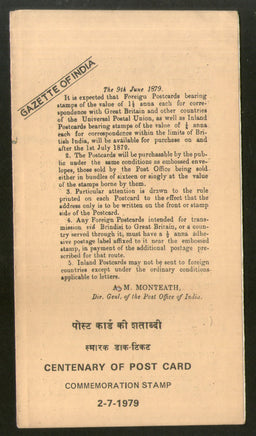 GAZETTE OF INDIA
The 9th June 1879.
It is expected that Foreign Postcards bearing
stamps of the value of 1½ anna each for corre-
spondence with Great Britain and other countries
of the Universal Postal Union, as well as Inland
Postcards bearing stamps of the value of ¼ anna
each for correspondence within the limits of Bri-
tish India, will be available for purchase on and
after the 1st July 1879.
2. The Postcards will be purchasable by the pub-
lic under the same conditions as embossed enve-
lopes, those sold by the Post Office being sold
either in bundles of sixteen or singly at the value
of the stamps borne by them.
3. Particular attention is drawn to the rule
printed on each Postcard to the effect that the
address only is to be written on the front or stamp
side of the Postcard.
4. Any Foreign Postcards intended for trans-
mission viâ Brindisi to Great Britain, or a coun-
try served through it, must have a ½ anna adhe-
sive postage label affixed to it near the embossed
stamp, in payment of the additional postage pre-
scribed for that route.
5. Inland Postcards may not be sent to foreign
countries except under the ordinary conditions
applicable to letters.
A. M. MONTEATH,
Dir. Genl. of the Post Office of India.
पोस्ट कार्ड की शताब्दी
स्मारक डाक-टिकट
CENTENARY OF POST CARD
COMMEMORATION STAMP
2-7-1979